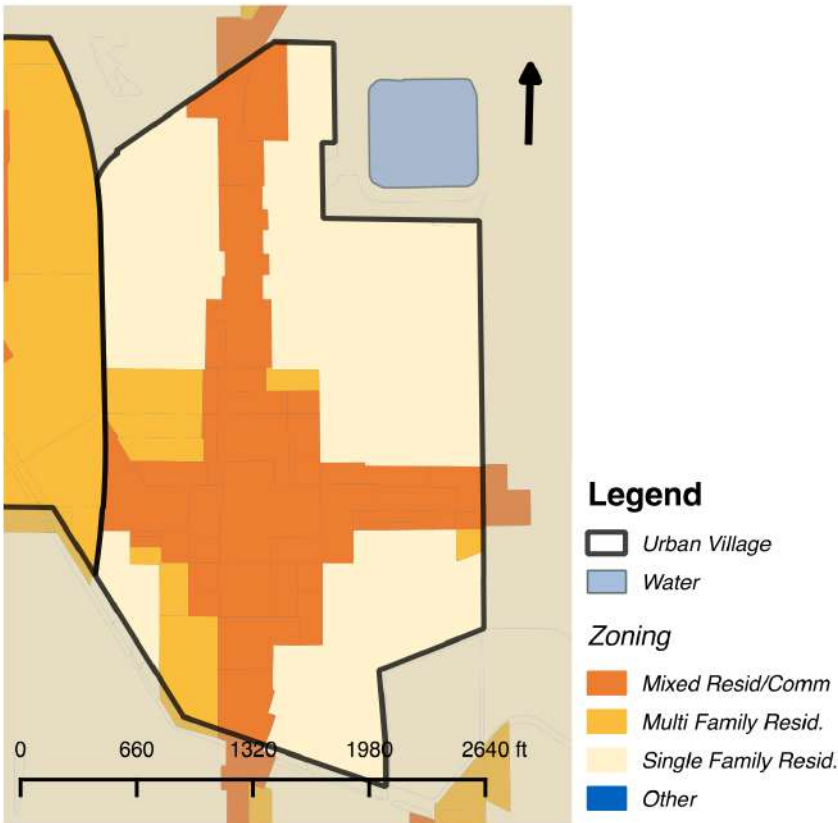 Legend
Urban Village
Water
Zoning
Mixed Resid/Comm
Multi Family Resid.
Single Family Resid.
Other
0 660 1320 1980 2640 ft